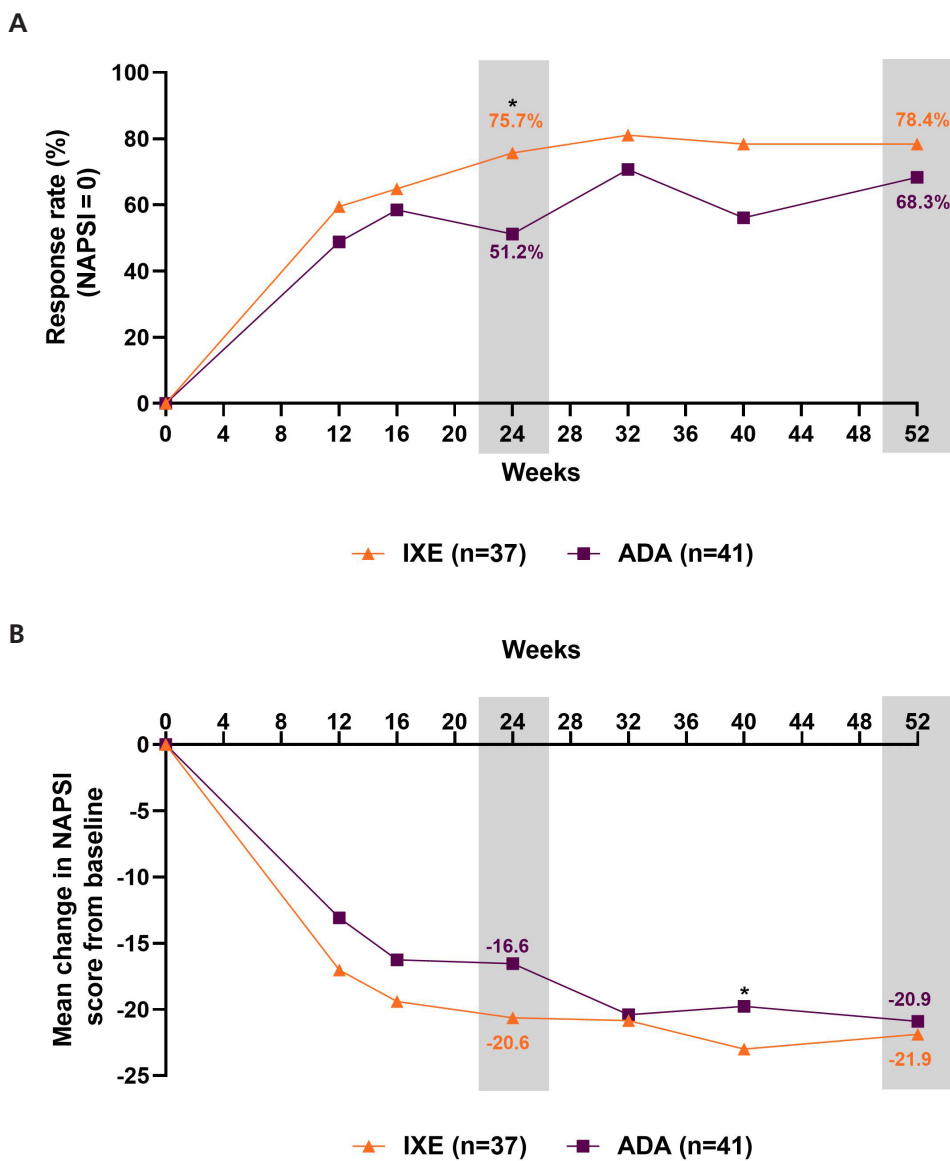 A
Response rate (%)
(NAPSI = 0)
100
80
60
40
20
0
*
75.7%
78.4%
51.2%
68.3%
0 4 8 12 16 20 24 28 32 36 40 44 48 52
Weeks
IXE (n=37) ADA (n=41)
B
Weeks
0 4 8 12 16 20 24 28 32 36 40 44 48 52
Mean change in NAPSI
score from baseline
0
-5
-10
-15
-20
-25
-16.6
*
-20.9
-20.6
-21.9
IXE (n=37) ADA (n=41)